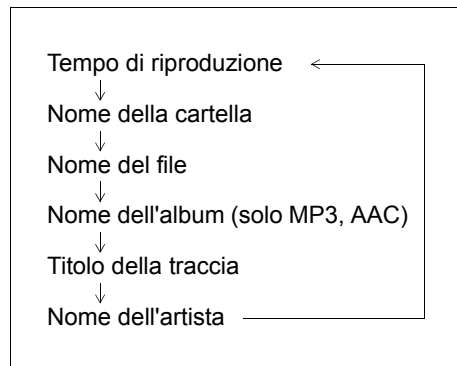 Tempo di riproduzione
Nome della cartella
Nome del file
Nome dell'album (solo MP3, AAC)
Titolo della traccia
Nome dell'artista